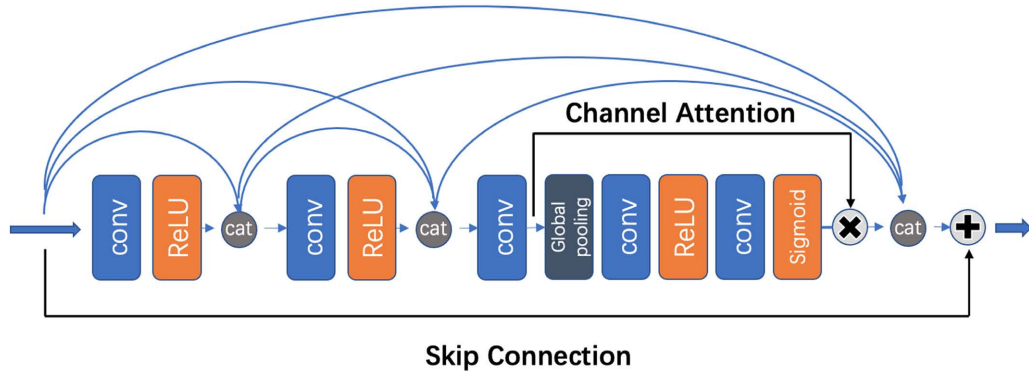 Channel Attention
conv
ReLU
cat
conv
ReLU
cat
conv
Global
pooling
conv
ReLU
conv
Sigmoid
cat
Skip Connection